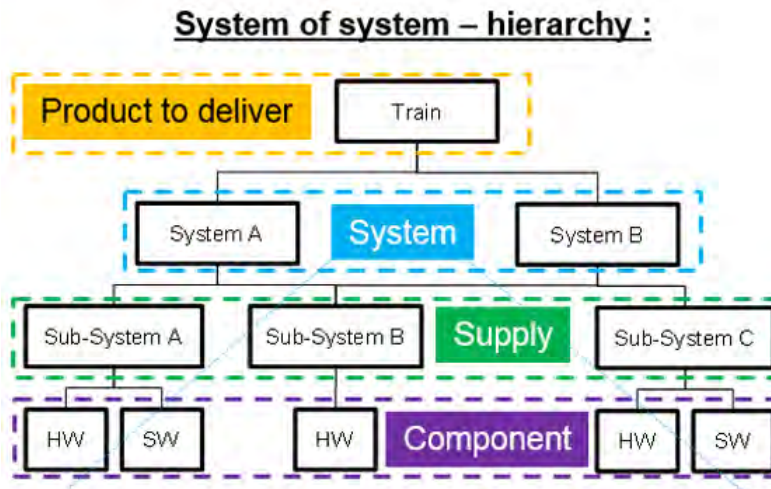 System of system – hierarchy :
Product to deliver
Train
System A
System
System B
Sub-System A
Sub-System B
Supply
Sub-System C
HW
SW
HW
Component
HW
SW